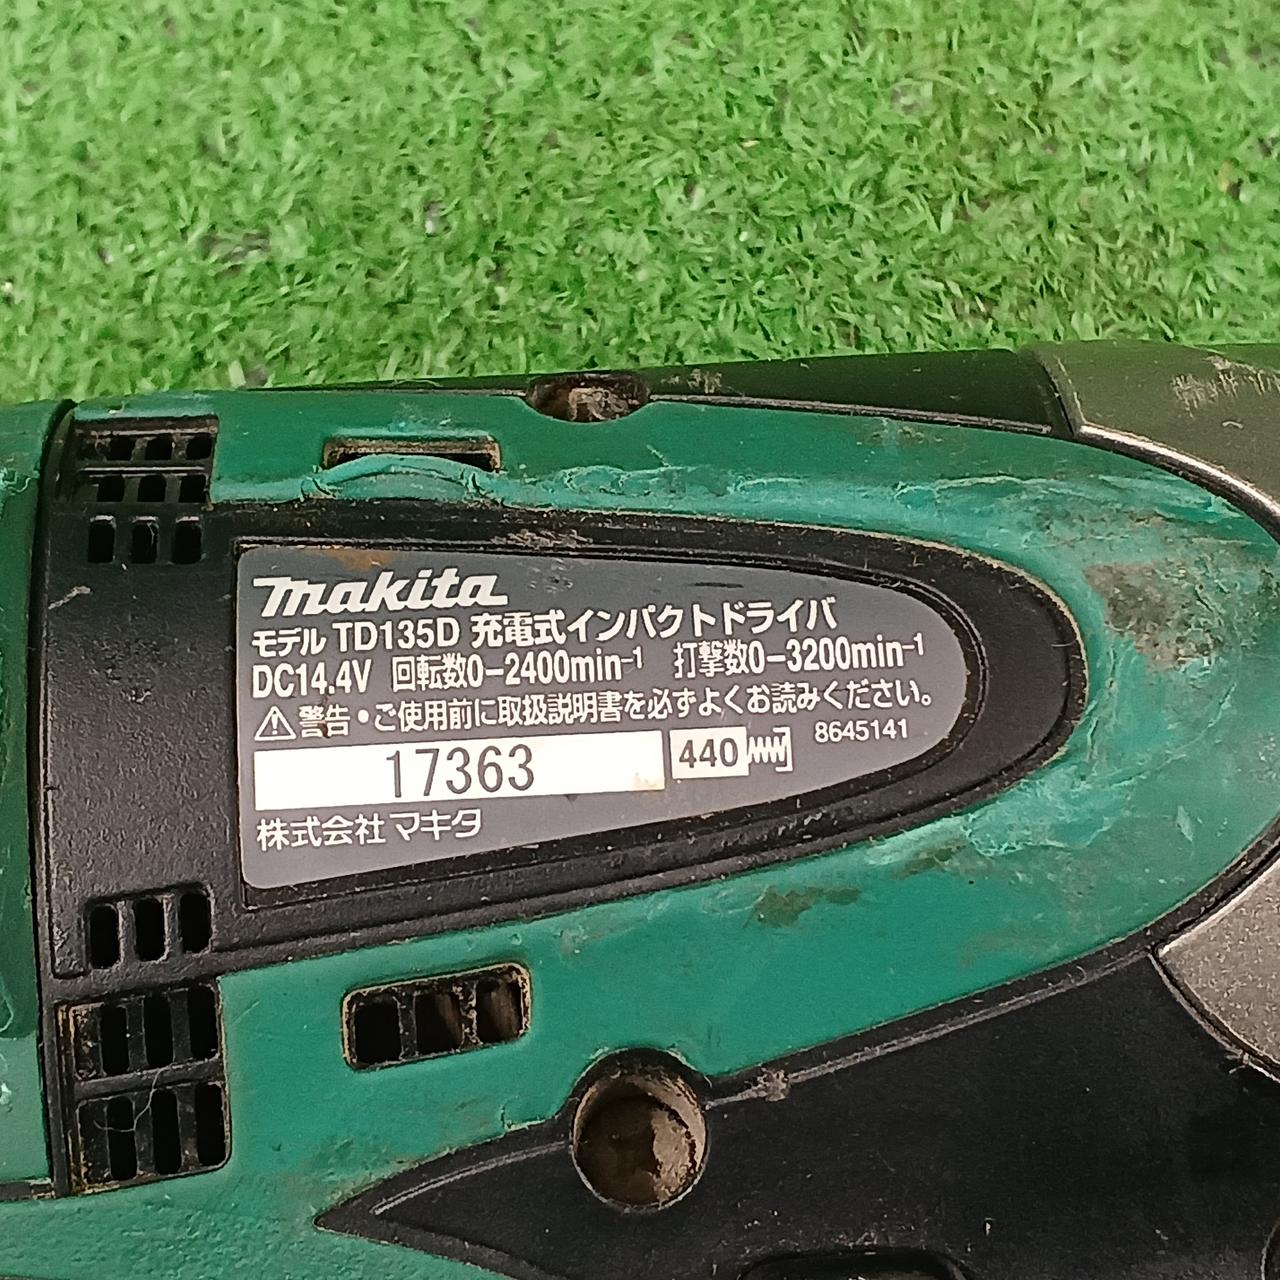 makita
モデル TD135D 充電式インパクトドライバ
DC14.4V 回転数0-2400min⁻¹ 打撃数0-3200min⁻¹
⚠警告・ご使用前に取扱説明書を必ずよくお読みください。
17363 440 8645141
株式会社マキタ